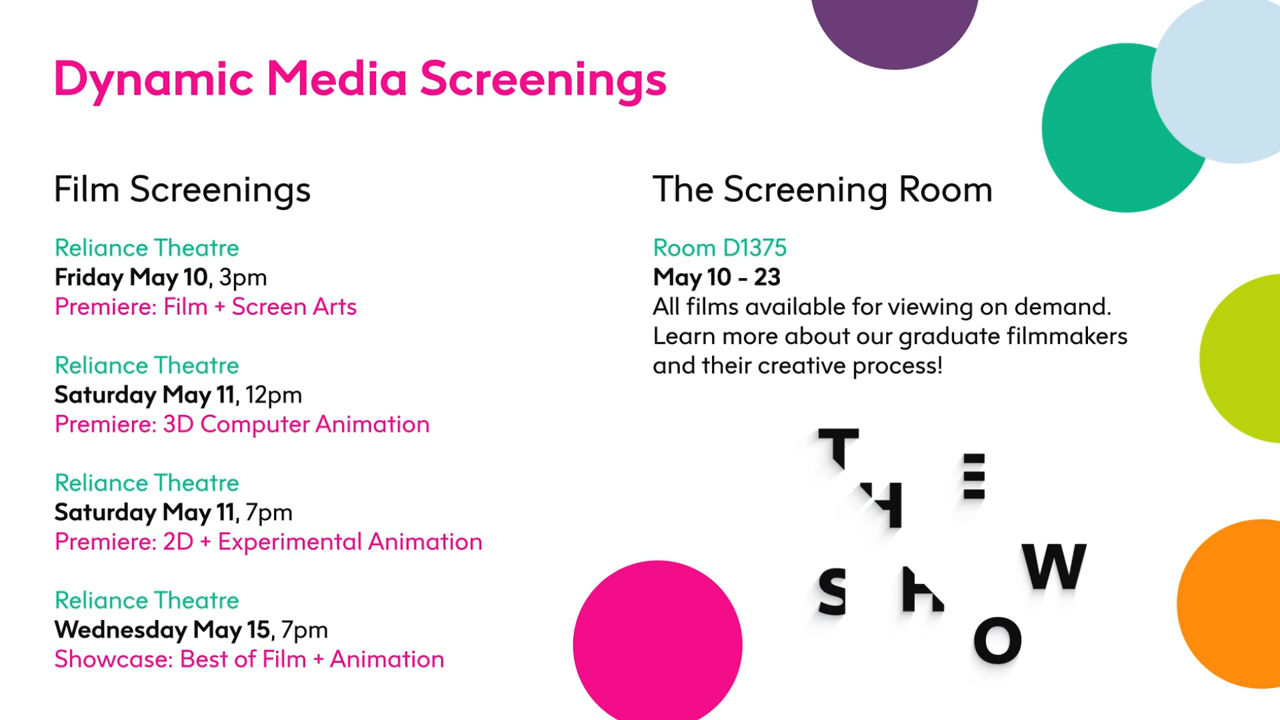 Dynamic Media Screenings
Film Screenings
Reliance Theatre
Friday May 10, 3pm
Premiere: Film + Screen Arts
Reliance Theatre
Saturday May 11, 12pm
Premiere: 3D Computer Animation
Reliance Theatre
Saturday May 11, 7pm
Premiere: 2D + Experimental Animation
Reliance Theatre
Wednesday May 15, 7pm
Showcase: Best of Film + Animation
The Screening Room
Room D1375
May 10 - 23
All films available for viewing on demand.
Learn more about our graduate filmmakers
and their creative process!
THE
SHOW